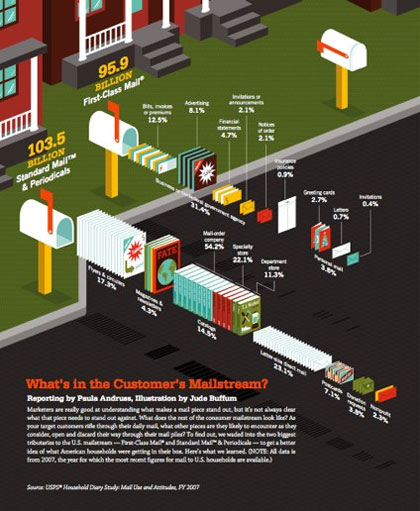 95.9
BILLION
First-Class Mail®
103.5
BILLION
Standard Mail™
& Periodicals
Bills, invoices
or premiums
12.5%
Advertising
8.1%
Financial
statements
4.7%
Invitations or
announcements
2.1%
Notices
of order
2.1%
Insurance
policies
0.9%
Business or
government agency
31.4%
Greeting cards
2.7%
Letters
0.7%
Invitations
0.4%
Personal mail
3.8%
Mail-order
company
54.2%
Specialty
store
22.1%
Department
store
11.3%
FATE
Flyers & circulars
17.3%
Magazines &
newsletters
4.3%
Catalogs
14.5%
Letter-size direct mail
23.1%
Postcards
7.1%
Donation
request
3.8%
Nonprofit
2.3%
What's in the Customer's Mailstream?
Reporting by Paula Andruss, Illustration by Jude Buffum
Marketers are really good at understanding what makes a mail piece stand out, but it's not always clear
what that piece needs to stand out against. What does the rest of the consumer mailstream look like? As
your target customers rifle through their daily mail, what other pieces are they likely to encounter as they
consider, open and discard their way through their mail piles? To find out, we waded into the two biggest
tributaries to the U.S. mailstream — First-Class Mail® and Standard Mail™ & Periodicals — to get a better
idea of what American households were getting in their box. Here's what we learned. (NOTE: All data is
from 2007, the year for which the most recent figures for mail to U.S. households are available.)
Source: USPS® Household Diary Study: Mail Use and Attitudes, FY 2007